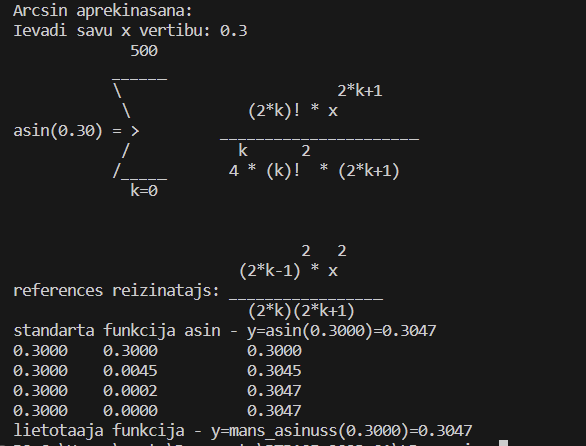 Arcsin aprekinasana:
Ievadi savu x vertibu: 0.3
500
______
\ 2*k+1
\ (2*k)! * x
asin(0.30) = > ______________________
/ k 2
/_____ 4 * (k)! * (2*k+1)
k=0
2 2
(2*k-1) * x
references reizinatajs: _________________
(2*k)(2*k+1)
standarta funkcija asin - y=asin(0.3000)=0.3047
0.3000 0.3000 0.3000
0.3000 0.0045 0.3045
0.3000 0.0002 0.3047
0.3000 0.0000 0.3047
lietotaaja funkcija - y=mans_asinuss(0.3000)=0.3047